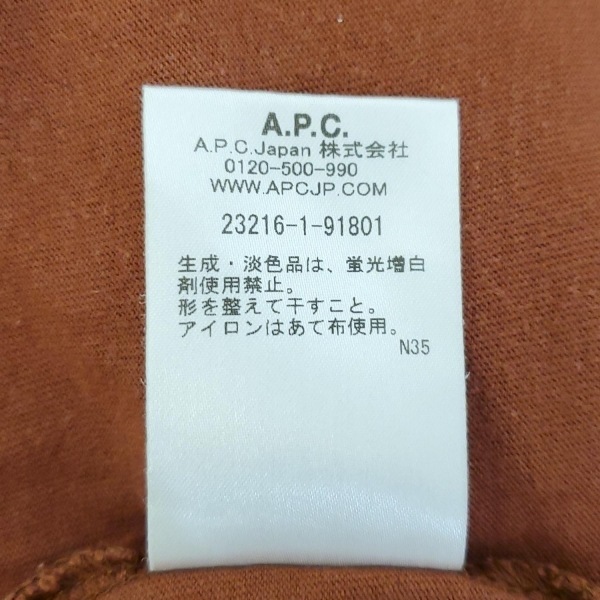 A.P.C.
A.P.C.Japan 株式会社
0120-500-990
WWW.APCJP.COM
23216-1-91801
生成・淡色品は、蛍光増白
剤使用禁止。
形を整えて干すこと。
アイロンはあて布使用。
N35